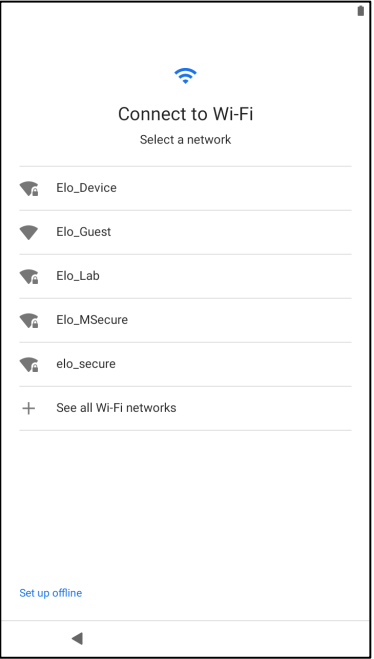 Connect to Wi-Fi
Select a network
Elo_Device
Elo_Guest
Elo_Lab
Elo_MSecure
elo_secure
See all Wi-Fi networks
Set up offline